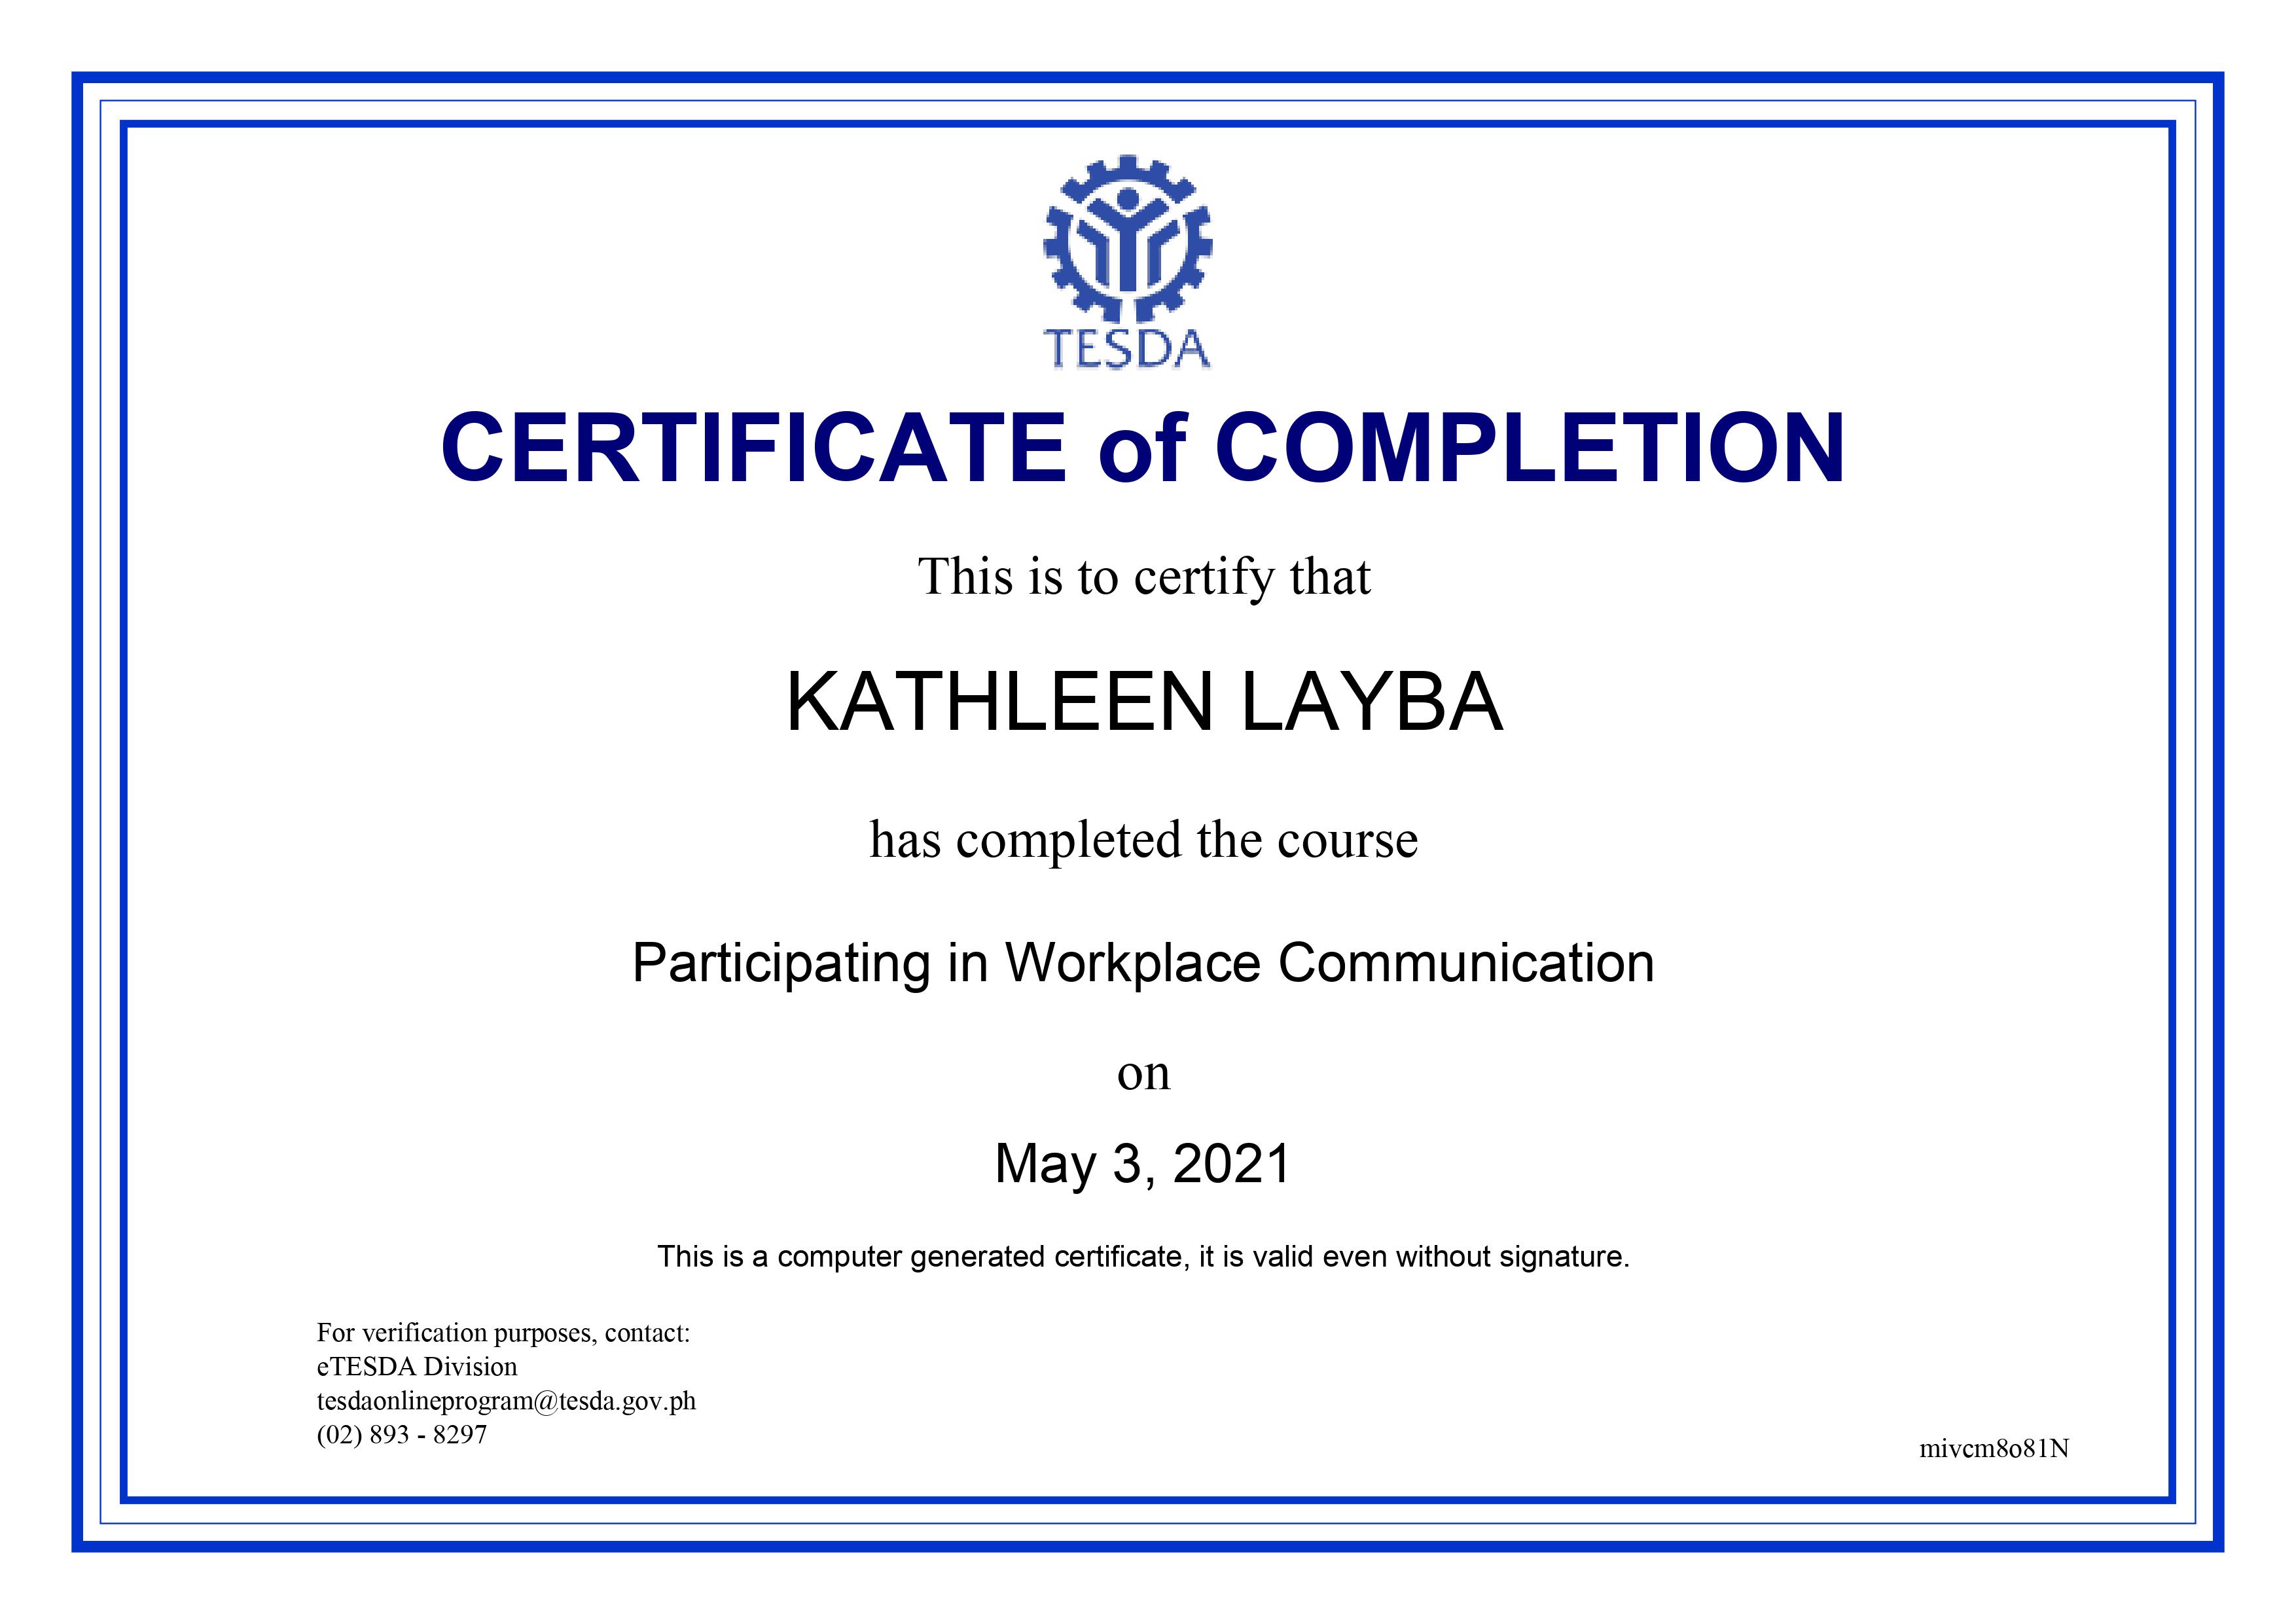 TESDA
CERTIFICATE of COMPLETION
This is to certify that
KATHLEEN LAYBA
has completed the course
Participating in Workplace Communication
on
May 3, 2021
This is a computer generated certificate, it is valid even without signature.
For verification purposes, contact:
eTESDA Division
tesdaonlineprogram@tesda.gov.ph
(02) 893 - 8297
mivcm8o81N